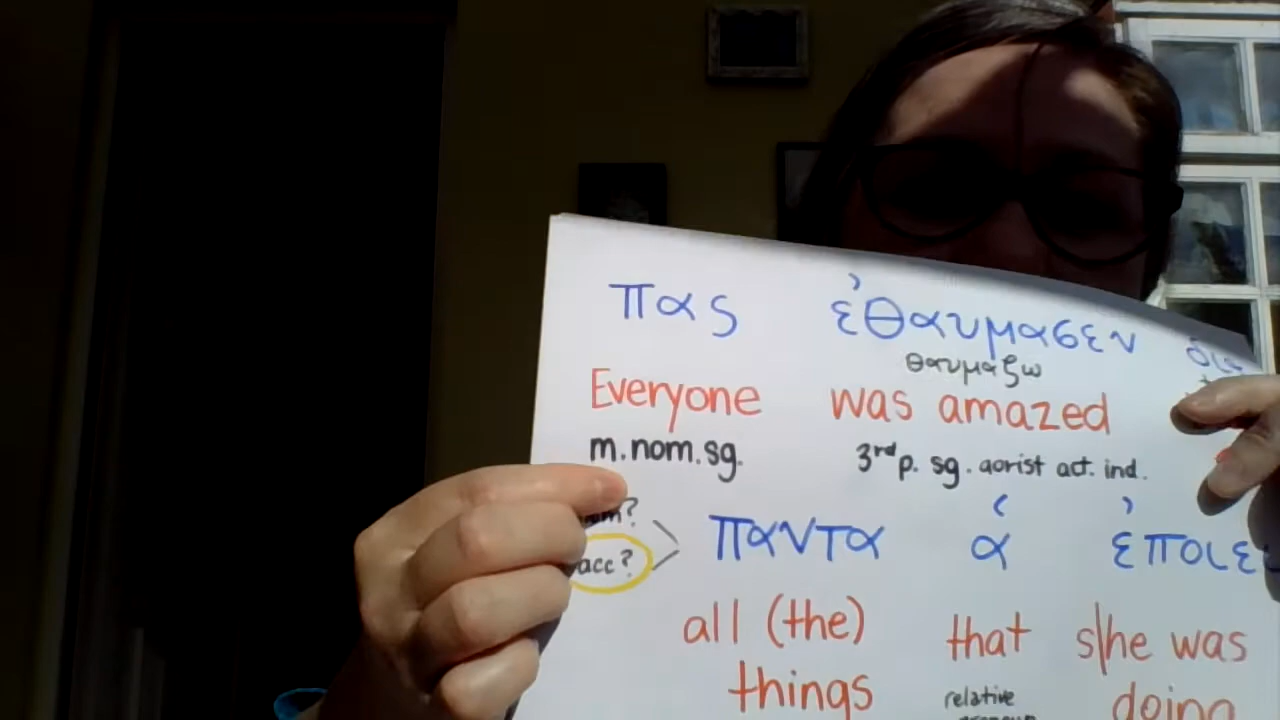 πας ἐθαυμασεν
θαυμαζω
Everyone was amazed
m. nom. sg. 3rd p. sg. aorist act. ind.
παντα ἁ
acc?
all (the) that s/he was
things relative doing